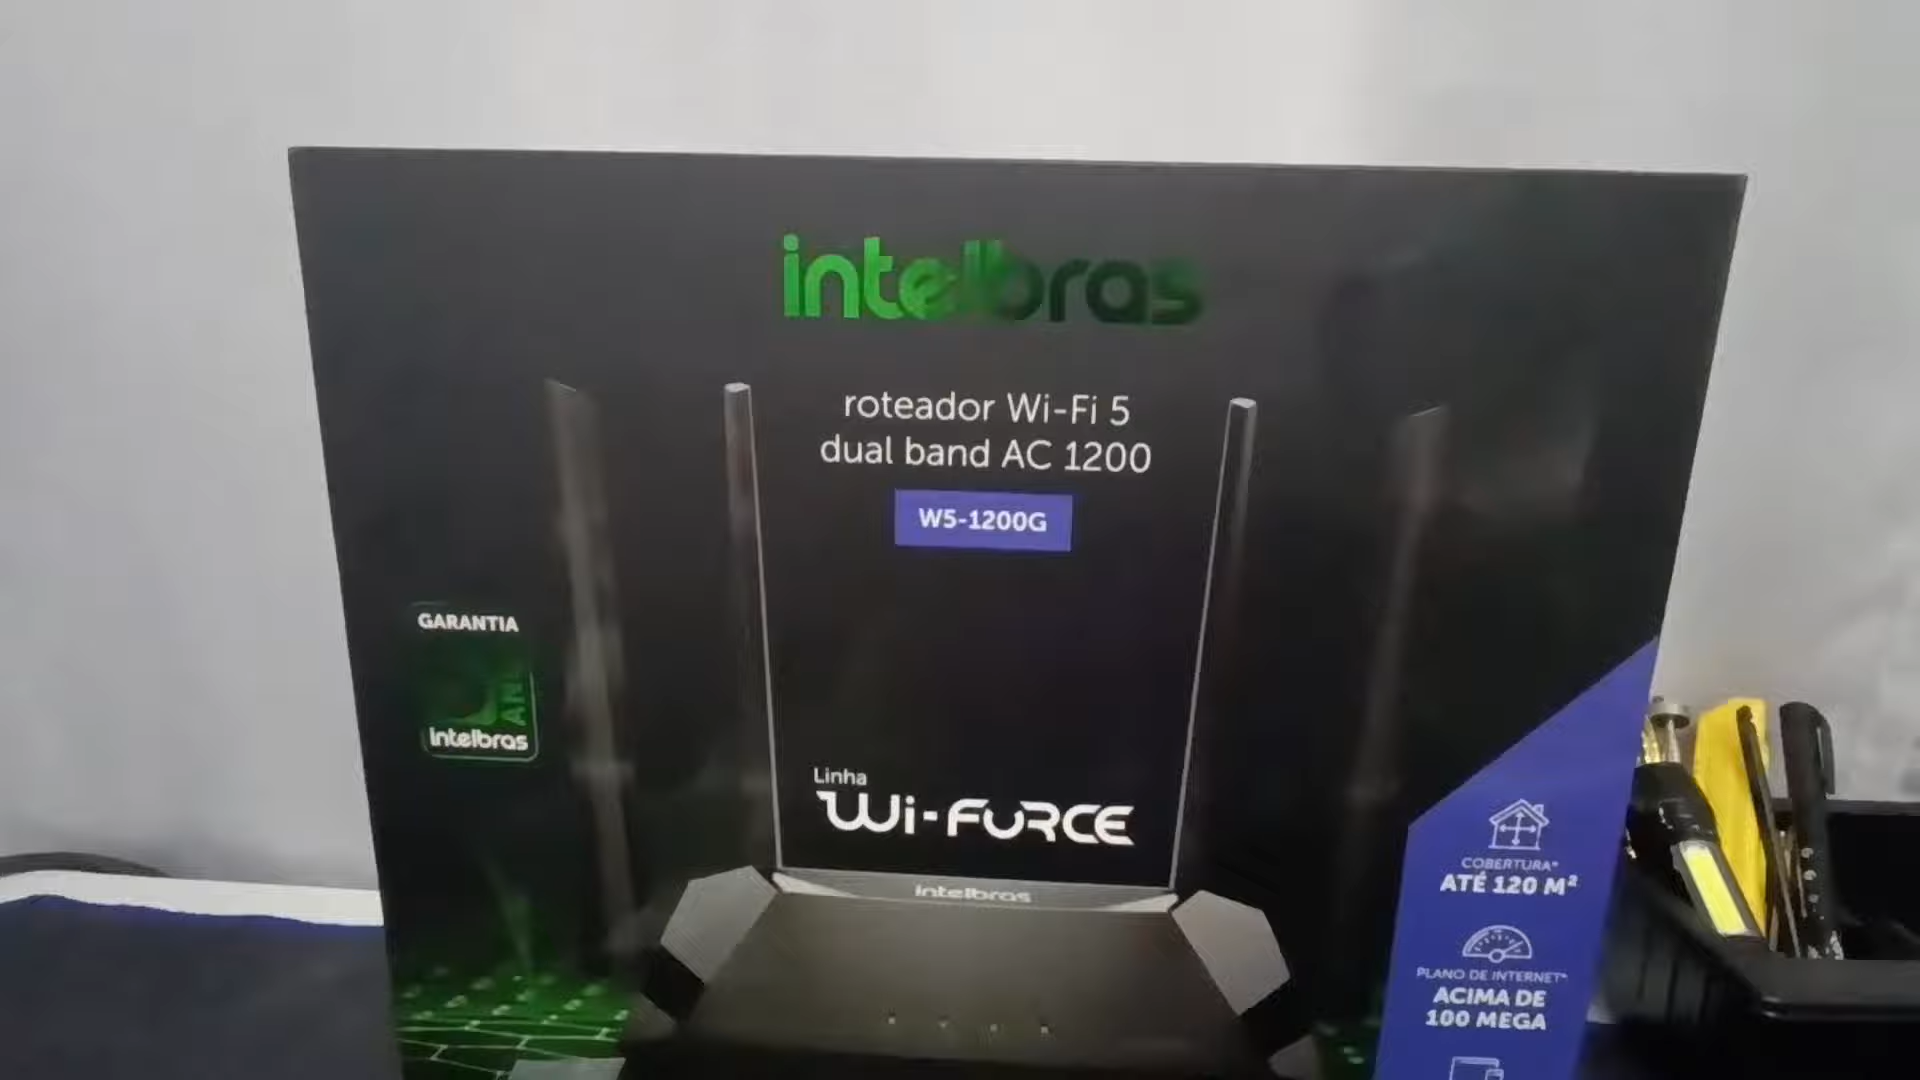 intelbras
roteador Wi-Fi 5
dual band AC 1200
W5-1200G
GARANTIA
intelbras
Linha
Wi-FORCE
intelbras
COBERTURA*
ATÉ 120 M²
PLANO DE INTERNET*
ACIMA DE
100 MEGA